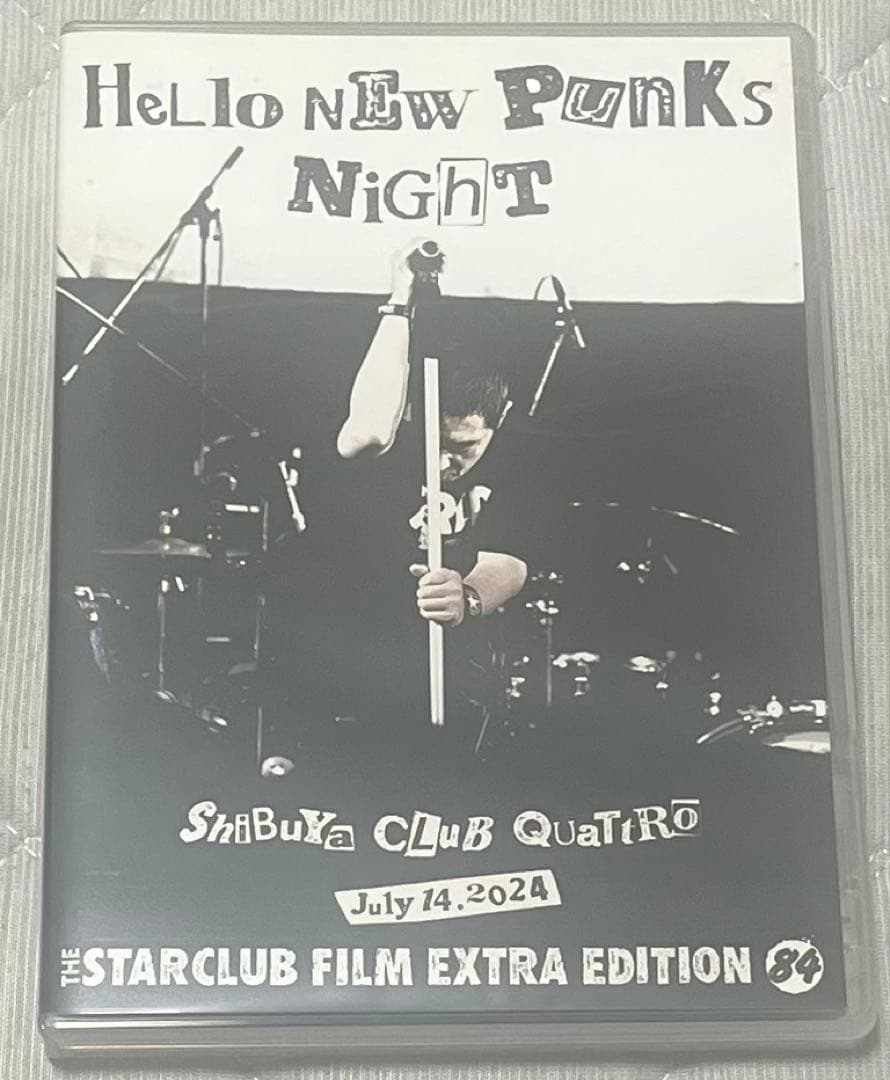 HeLlo NEw PunKs
NiGhT
ShiBuYa CLuB QUaTtRo
July 14.2024
THE STARCLUB FILM EXTRA EDITION 84